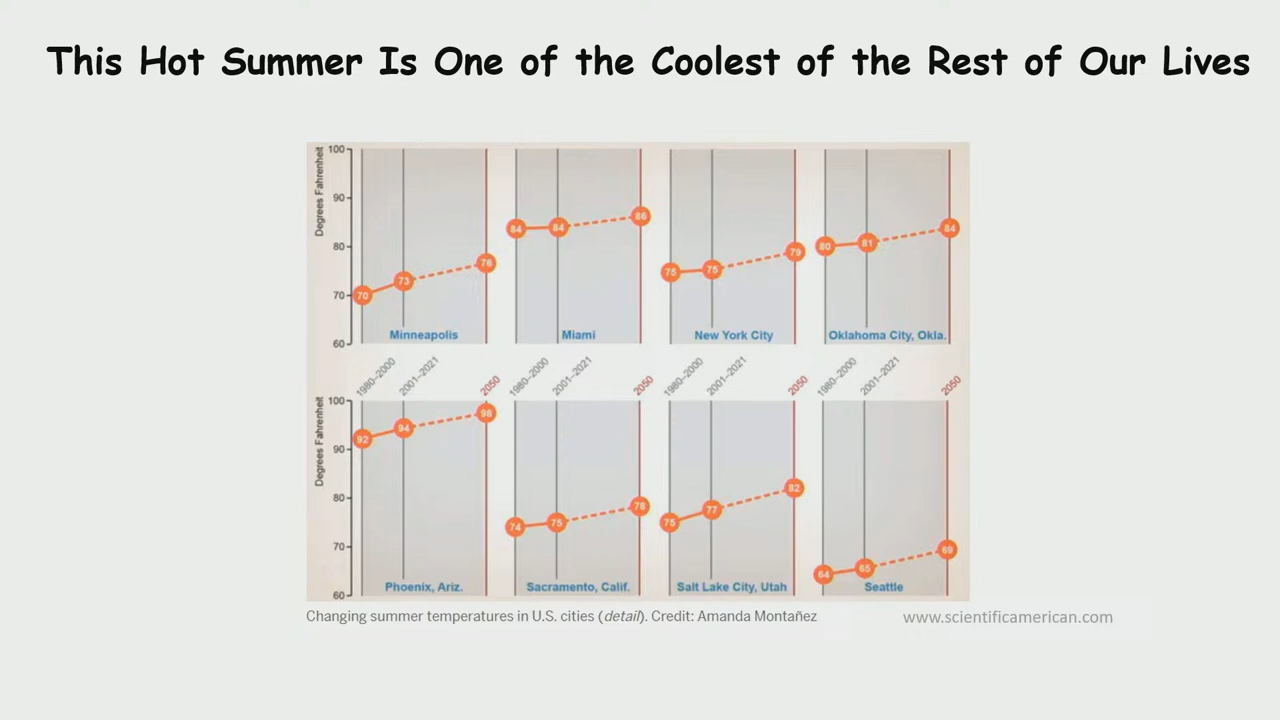 This Hot Summer Is One of the Coolest of the Rest of Our Lives
Degrees Fahrenheit
100
90
80
70
60
70 73 76
84 84 86
75 75 79
80 81 84
Minneapolis Miami New York City Oklahoma City, Okla.
1980–2000 2001–2021 2050 1980–2000 2001–2021 2050 1980–2000 2001–2021 2050 1980–2000 2001–2021 2050
Degrees Fahrenheit
100
90
80
70
60
92 94 98
74 75 78
75 77 82
64 65 69
Phoenix, Ariz. Sacramento, Calif. Salt Lake City, Utah Seattle
Changing summer temperatures in U.S. cities (detail). Credit: Amanda Montañez
www.scientificamerican.com